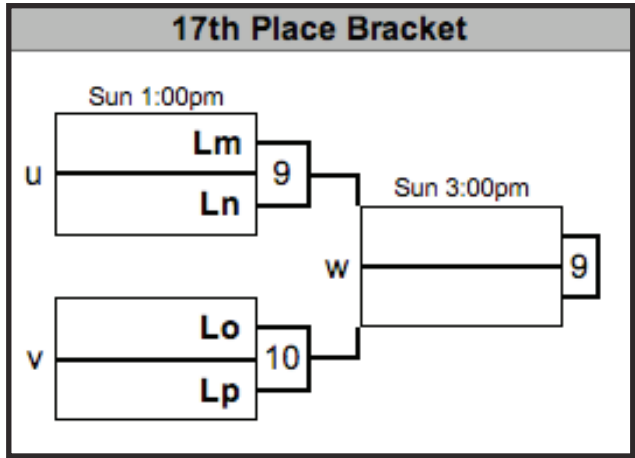 17th Place Bracket
Sun 1:00pm
Lm
u
9
Ln
Sun 3:00pm
w
9
Lo
v
10
Lp